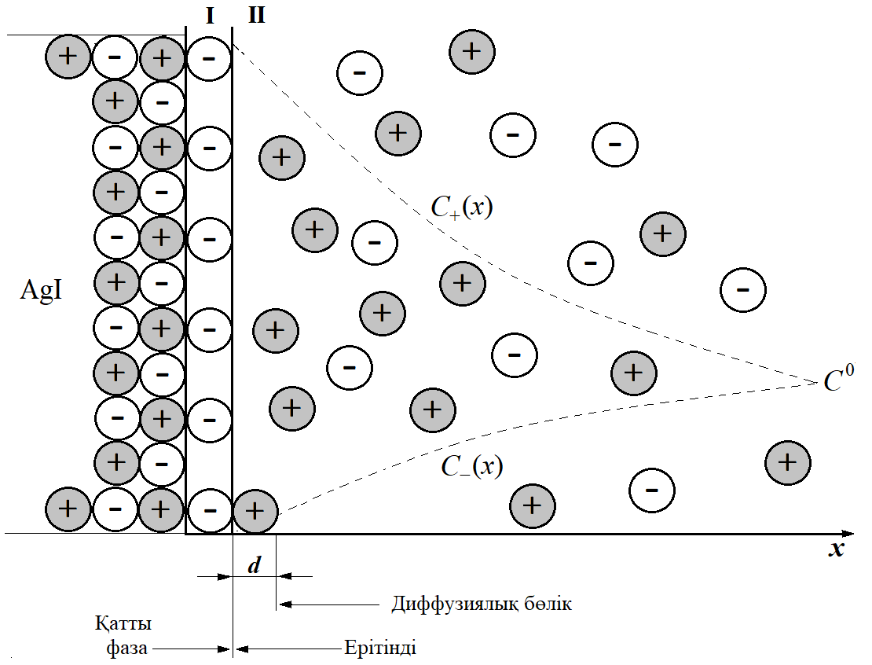 I II
C₊(x)
AgI
C⁰
C₋(x)
x
d
Диффузиялық бөлік
Қатты
фаза
Ерітінді